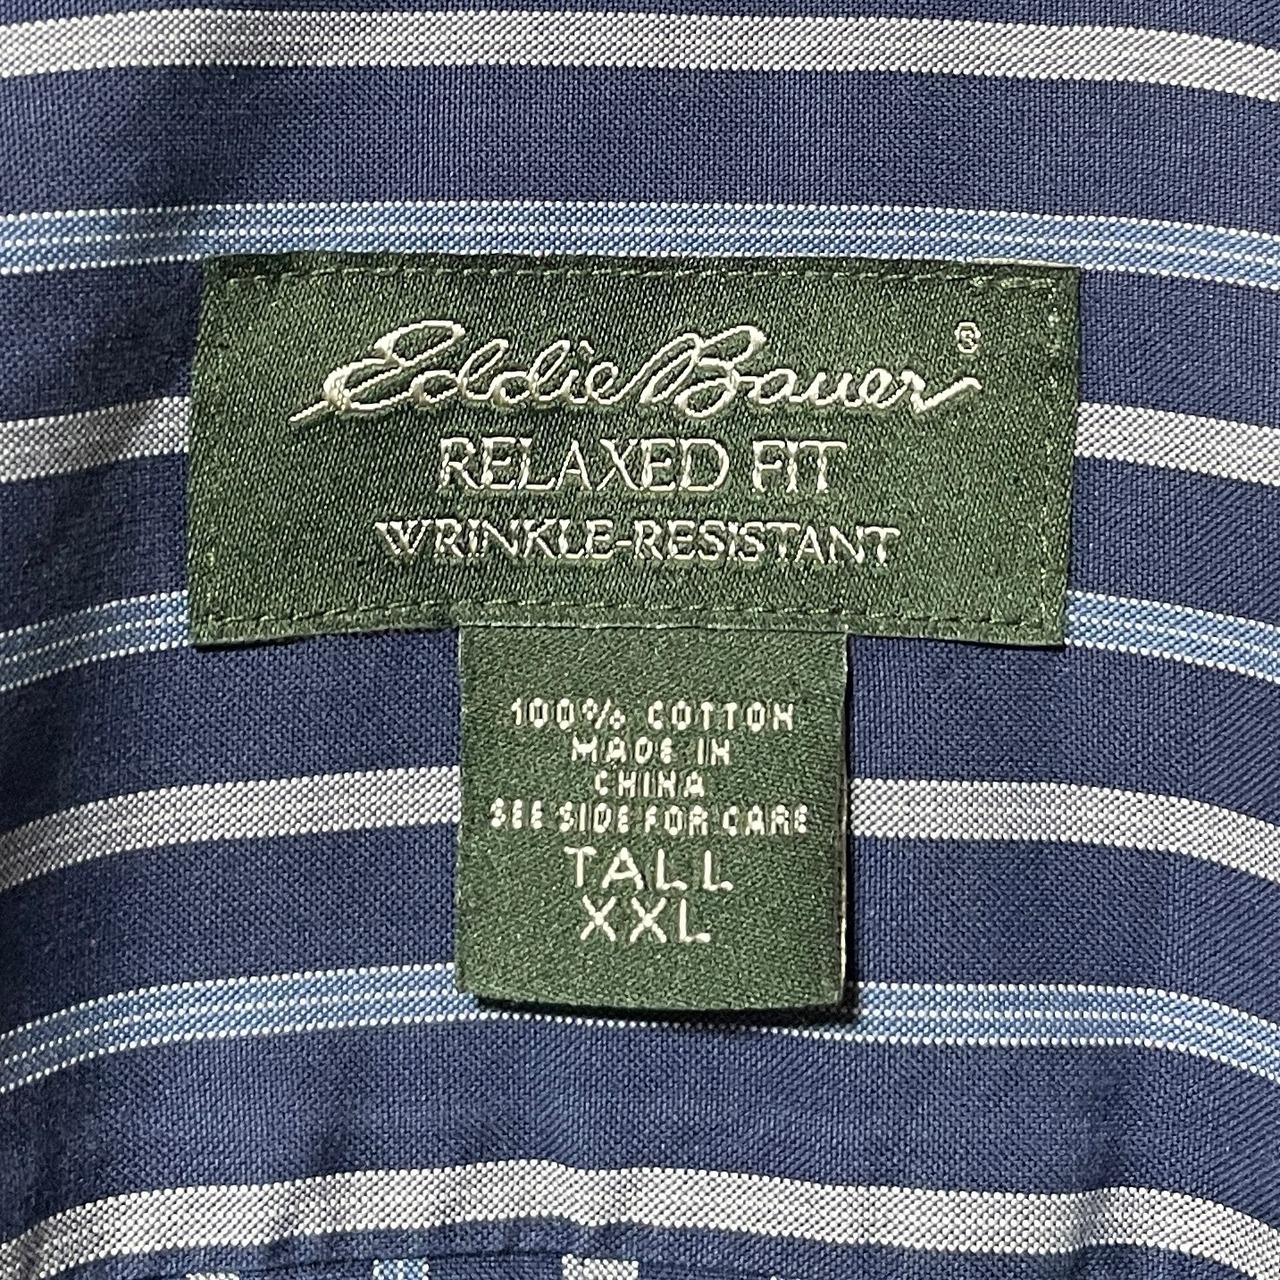 Eddie Bauer®
RELAXED FIT
WRINKLE-RESISTANT
100% COTTON
MADE IN
CHINA
SEE SIDE FOR CARE
TALL
XXL